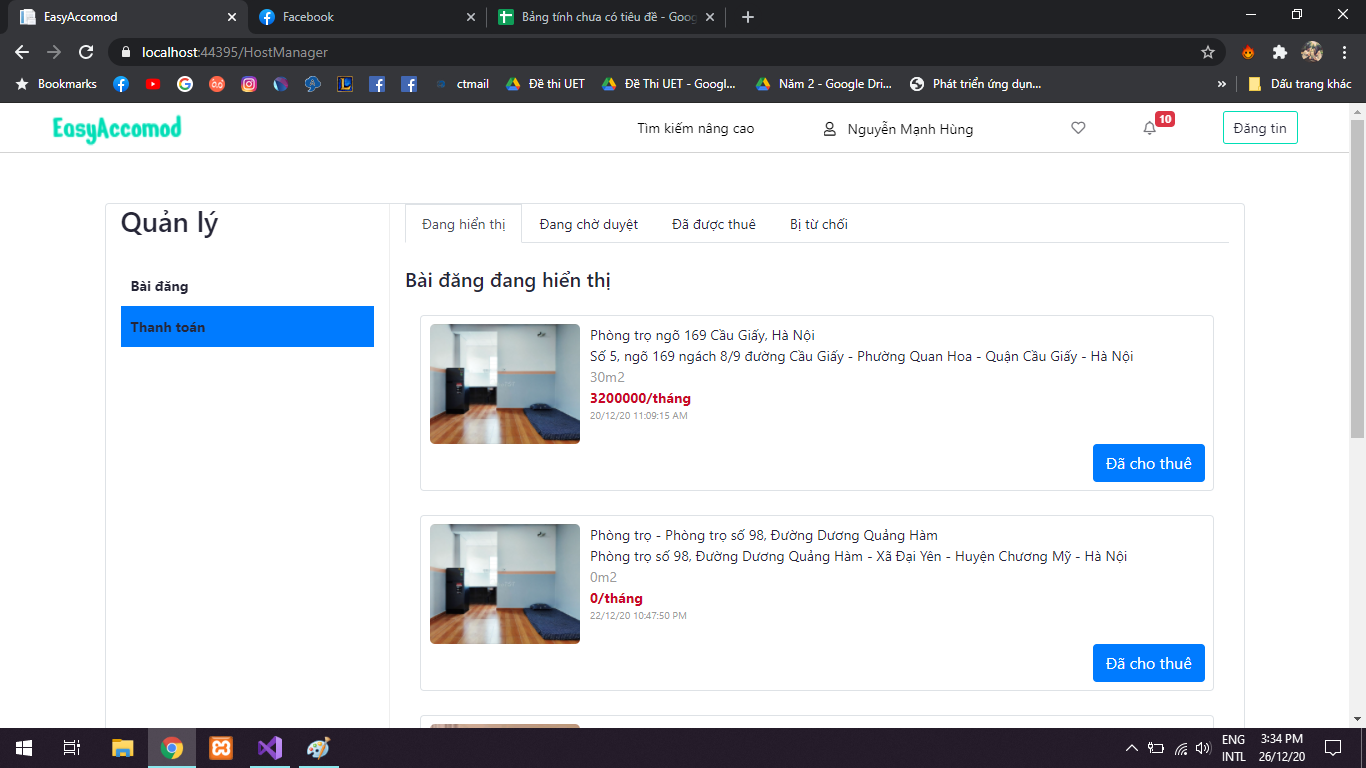 EasyAccomod
Facebook
Bảng tính chưa có tiêu đề - Goog
localhost:44395/HostManager
Bookmarks
ctmail
Đề thi UET
Đề Thi UET - Googl...
Năm 2 - Google Dri...
Phát triển ứng dụn...
»
Dấu trang khác
EasyAccomod
Tìm kiếm nâng cao
Nguyễn Mạnh Hùng
10
Đăng tin
Quản lý
Bài đăng
Thanh toán
Đang hiển thị
Đang chờ duyệt
Đã được thuê
Bị từ chối
Bài đăng đang hiển thị
Phòng trọ ngõ 169 Cầu Giấy, Hà Nội
Số 5, ngõ 169 ngách 8/9 đường Cầu Giấy - Phường Quan Hoa - Quận Cầu Giấy - Hà Nội
30m2
3200000/tháng
20/12/20 11:09:15 AM
Đã cho thuê
Phòng trọ - Phòng trọ số 98, Đường Dương Quảng Hàm
Phòng trọ số 98, Đường Dương Quảng Hàm - Xã Đại Yên - Huyện Chương Mỹ - Hà Nội
0m2
0/tháng
22/12/20 10:47:50 PM
Đã cho thuê
ENG
INTL
3:34 PM
26/12/20